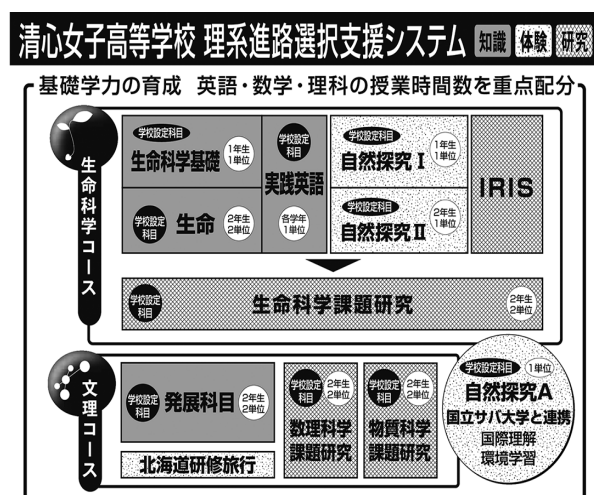 清心女子高等学校 理系進路選択支援システム 知識 体験 研究
基礎学力の育成 英語・数学・理科の授業時間数を重点配分
生命科学コース
学校設定科目
生命科学基礎
1年生
1単位
学校設定
科目
生命
2年生
2単位
学校設定
科目
実践英語
各学年
1単位
学校設定科目
自然探究Ⅰ
1年生
1単位
学校設定科目
自然探究Ⅱ
2年生
1単位
IRIS
学校設定
科目
生命科学課題研究
2年生
2単位
文理コース
学校設定
科目
発展科目
2年生
2単位
北海道研修旅行
学校設定
科目
2年生
2単位
数理科学
課題研究
学校設定
科目
2年生
2単位
物質科学
課題研究
学校設定科目
1単位
自然探究A
国立サバ大学と連携
国際理解
環境学習